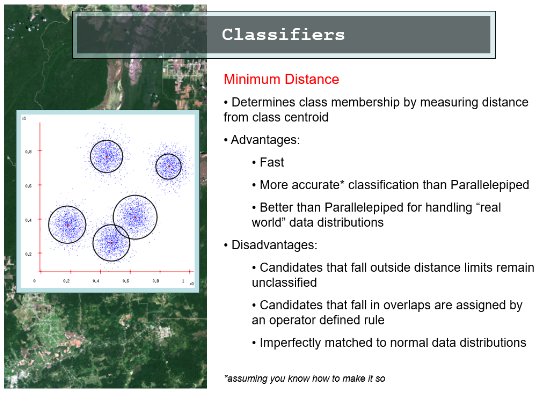 Classifiers
Minimum Distance
• Determines class membership by measuring distance
from class centroid
• Advantages:
• Fast
• More accurate* classification than Parallelepiped
• Better than Parallelepiped for handling “real
world” data distributions
• Disadvantages:
• Candidates that fall outside distance limits remain
unclassified
• Candidates that fall in overlaps are assigned by
an operator defined rule
• Imperfectly matched to normal data distributions
*assuming you know how to make it so
0.8
0.6
0.4
0.2
0 0.2 0.4 0.6 0.8 1